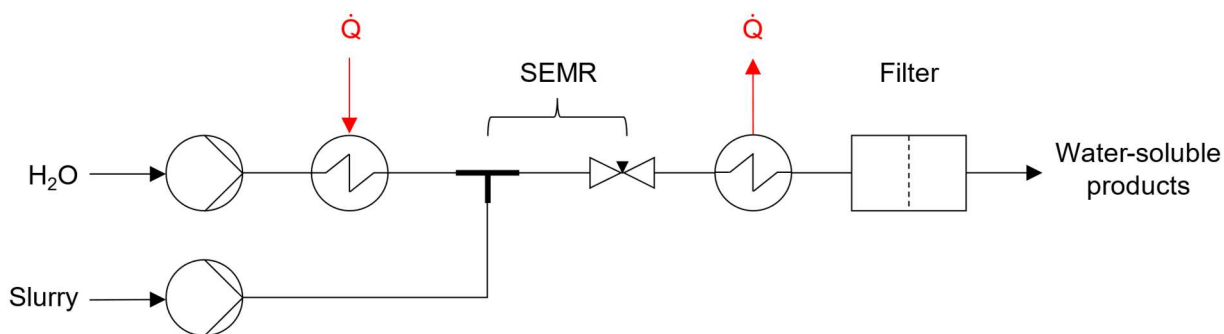 Q̇
Q̇
SEMR
Filter
H₂O
Water-soluble
products
Slurry